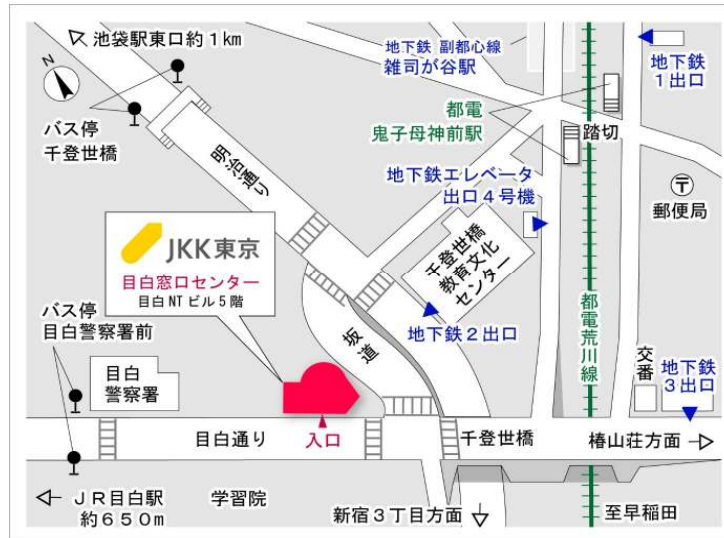 池袋駅東口約1km
N
バス停
千登世橋
明治通り
地下鉄 副都心線
雑司が谷駅
地下鉄
1出口
都電
鬼子母神前駅
踏切
地下鉄エレベータ
出口4号機
〒
郵便局
JKK東京
目白窓口センター
目白NTビル5階
千登世橋
教育文化
センター
バス停
目白警察署前
坂道
地下鉄2出口
都電荒川線
目白
警察署
交番
地下鉄
3出口
目白通り
入口
千登世橋
椿山荘方面
JR目白駅
約650m
学習院
新宿3丁目方面
至早稲田